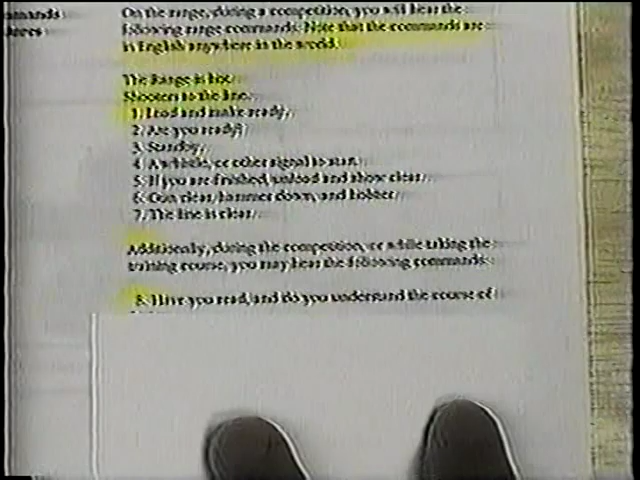 mmands
On the range, during a competition, you will hear the
following range commands. Note that the commands are
in English anywhere in the world.
The Range is hot.
Shooters to the line.
1. Load and make ready.
2. Are you ready?
3. Standby.
4. A whistle, or other signal to start.
5. If you are finished, unload and show clear.
6. Gun clear, hammer down, and holster.
7. The line is clear.
Additionally, during the competition, or while taking the
training course, you may hear the following commands:
8. Have you read, and do you understand the course of